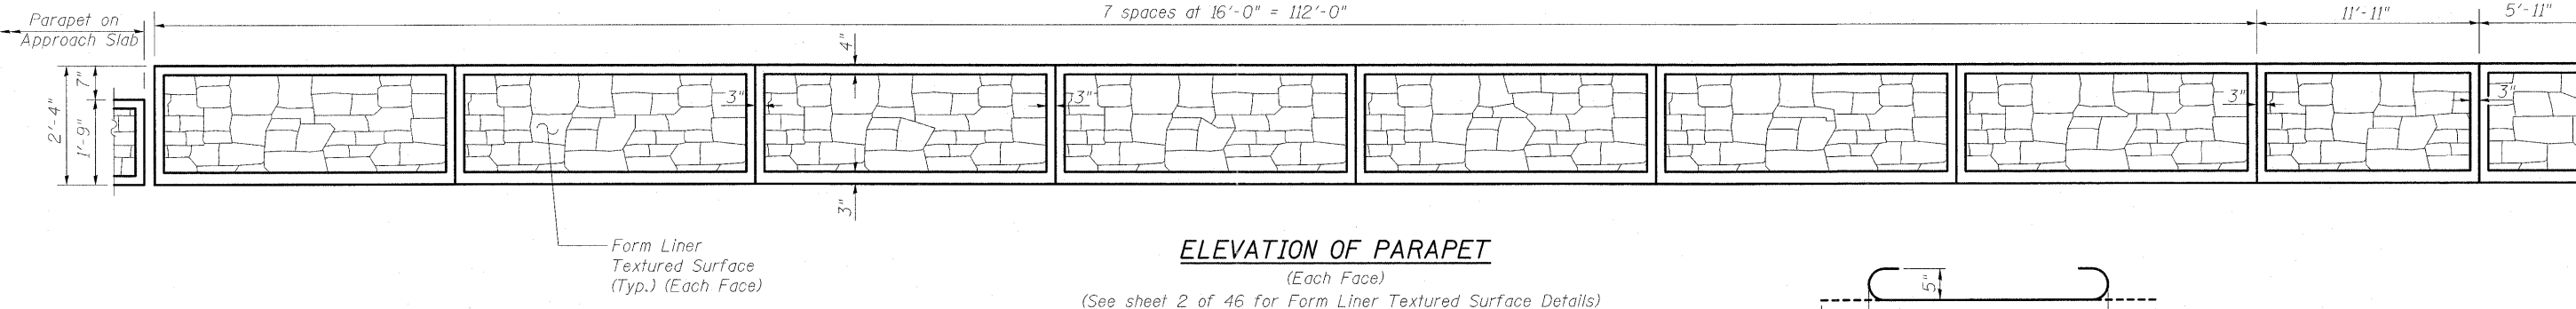 Parapet on
Approach Slab
7 spaces at 16'-0" = 112'-0"
11'-11"
5'-11"
4"
7"
2'-4"
1'-9"
3"
3"
3"
3"
3"
Form Liner
Textured Surface
(Typ.) (Each Face)
ELEVATION OF PARAPET
(Each Face)
(See sheet 2 of 46 for Form Liner Textured Surface Details)
5"